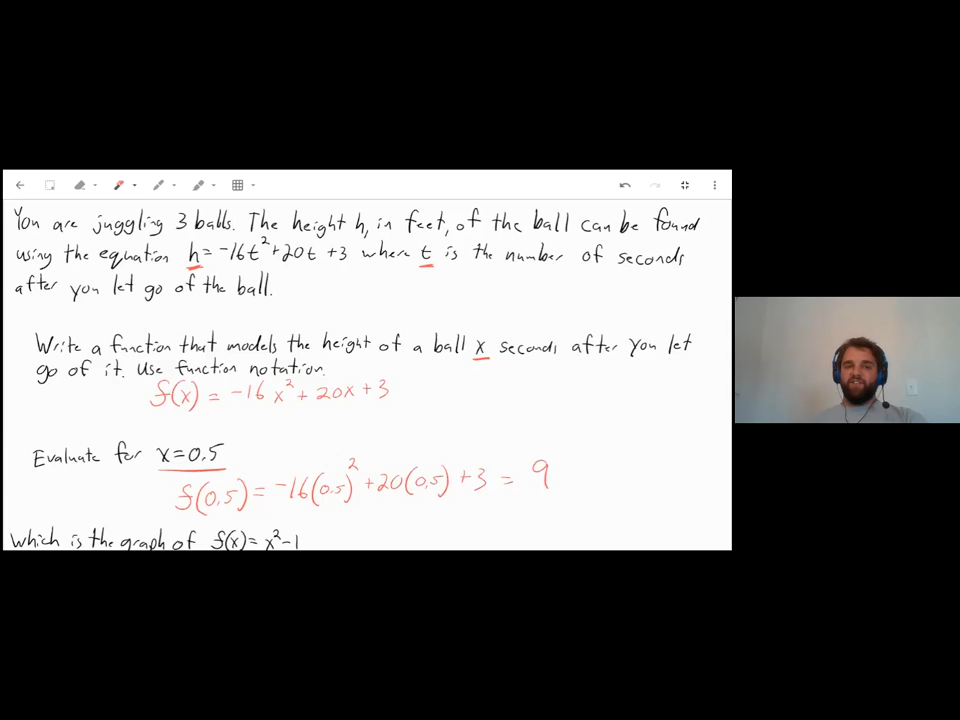 You are juggling 3 balls. The height h, in feet, of the ball can be found
using the equation h = -16t²+20t +3 where t is the number of seconds
after you let go of the ball.
Write a function that models the height of a ball x seconds after you let
go of it. Use function notation.
f(x) = -16x²+20x+3
Evaluate for x=0.5
f(0.5) = -16(0.5)²+20(0.5)+3 = 9
Which is the graph of f(x)= x²-1